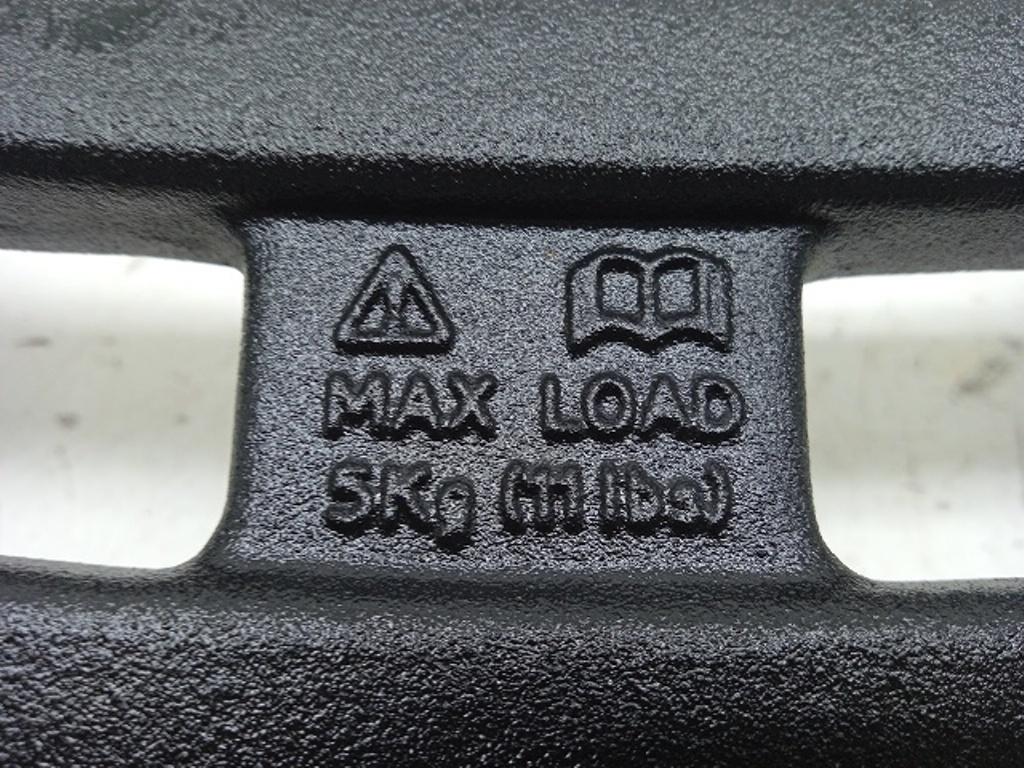 MAX LOAD
5Kg (11 lbs)